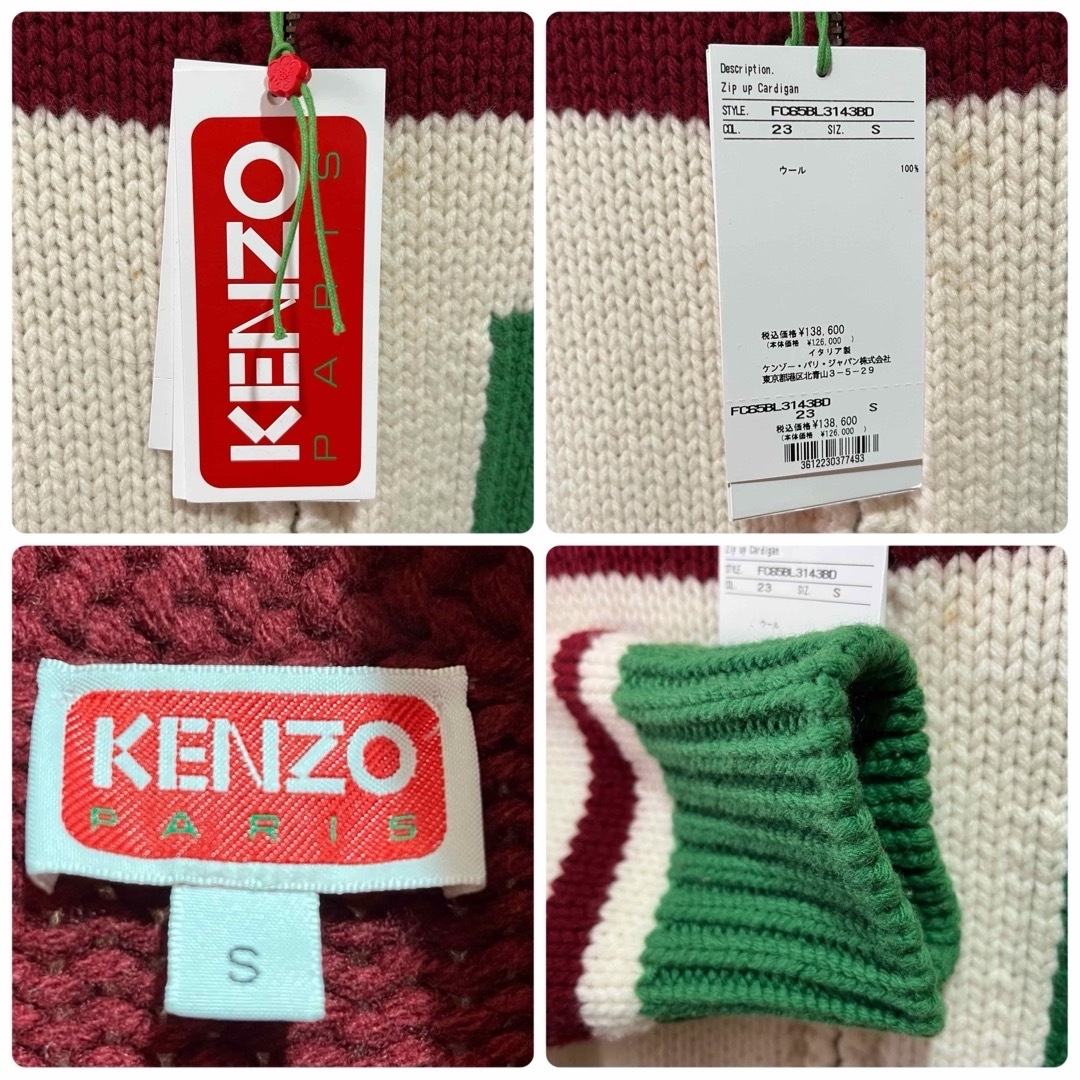 KENZO
PARIS
Description.
Zip up Cardigan
STYLE. FC65BL3143BD
COL. 23 SIZ. S
ウール 100%
税込価格 ¥138,600
(本体価格 ¥126,000 )
イタリア製
ケンゾー・パリ・ジャパン株式会社
東京都港区北青山3-5-29
FC65BL3143BD
23 S
税込価格 ¥138,600
(本体価格 ¥126,000 )
3612230377493
KENZO
PARIS
S
Zip up Cardigan
STYLE. FC65BL3143BD
COL. 23 SIZ. S
ウール